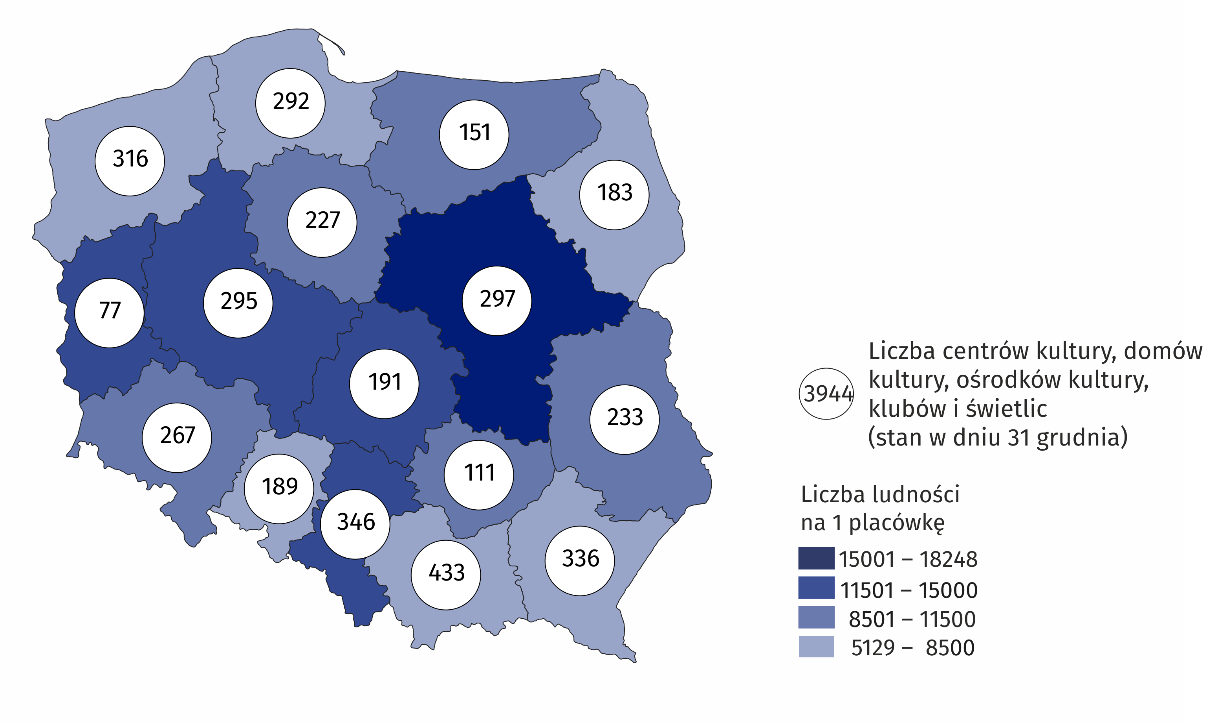 292
151
316
183
227
297
295
77
191
233
267
111
189
346
336
433
3944
Liczba centrów kultury, domów
kultury, ośrodków kultury,
klubów i świetlic
(stan w dniu 31 grudnia)
Liczba ludności
na 1 placówkę
15001 – 18248
11501 – 15000
8501 – 11500
5129 – 8500